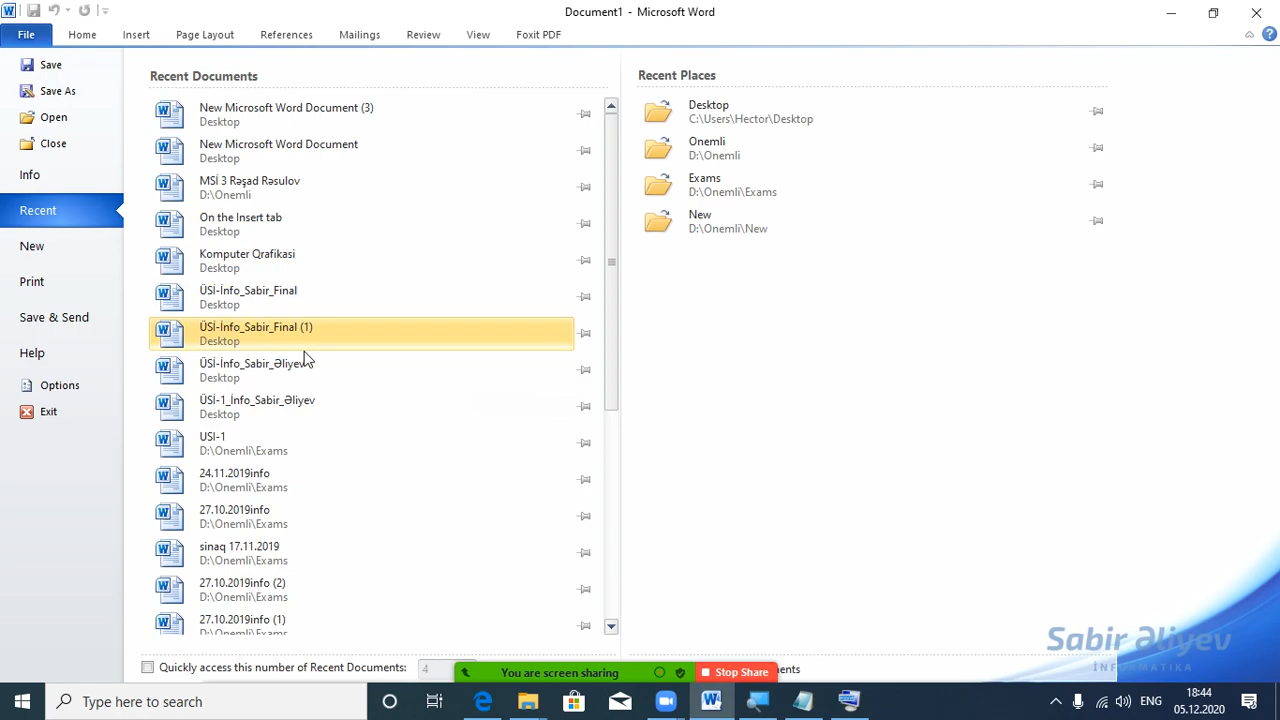 Document1 - Microsoft Word
File Home Insert Page Layout References Mailings Review View Foxit PDF
Save
Save As
Open
Close
Info
Recent
New
Print
Save & Send
Help
Options
Exit
Recent Documents
New Microsoft Word Document (3)
Desktop
New Microsoft Word Document
Desktop
MSİ 3 Rəşad Rəsulov
D:\Onemli
On the Insert tab
Desktop
Komputer Qrafikasi
Desktop
ÜSİ-İnfo_Sabir_Final
Desktop
ÜSİ-İnfo_Sabir_Final (1)
Desktop
ÜSİ-İnfo_Sabir_Əliyev
Desktop
ÜSİ-1_İnfo_Sabir_Əliyev
Desktop
USI-1
D:\Onemli\Exams
24.11.2019info
D:\Onemli\Exams
27.10.2019info
D:\Onemli\Exams
sinaq 17.11.2019
D:\Onemli\Exams
27.10.2019info (2)
D:\Onemli\Exams
27.10.2019info (1)
D:\Onemli\Exams
Quickly access this number of Recent Documents: 4
Recent Places
Desktop
C:\Users\Hector\Desktop
Onemli
D:\Onemli
Exams
D:\Onemli\Exams
New
D:\Onemli\New
Sabir Əliyev
İNFORMATİKA
You are screen sharing
Stop Share
Type here to search
ENG
18:44
05.12.2020